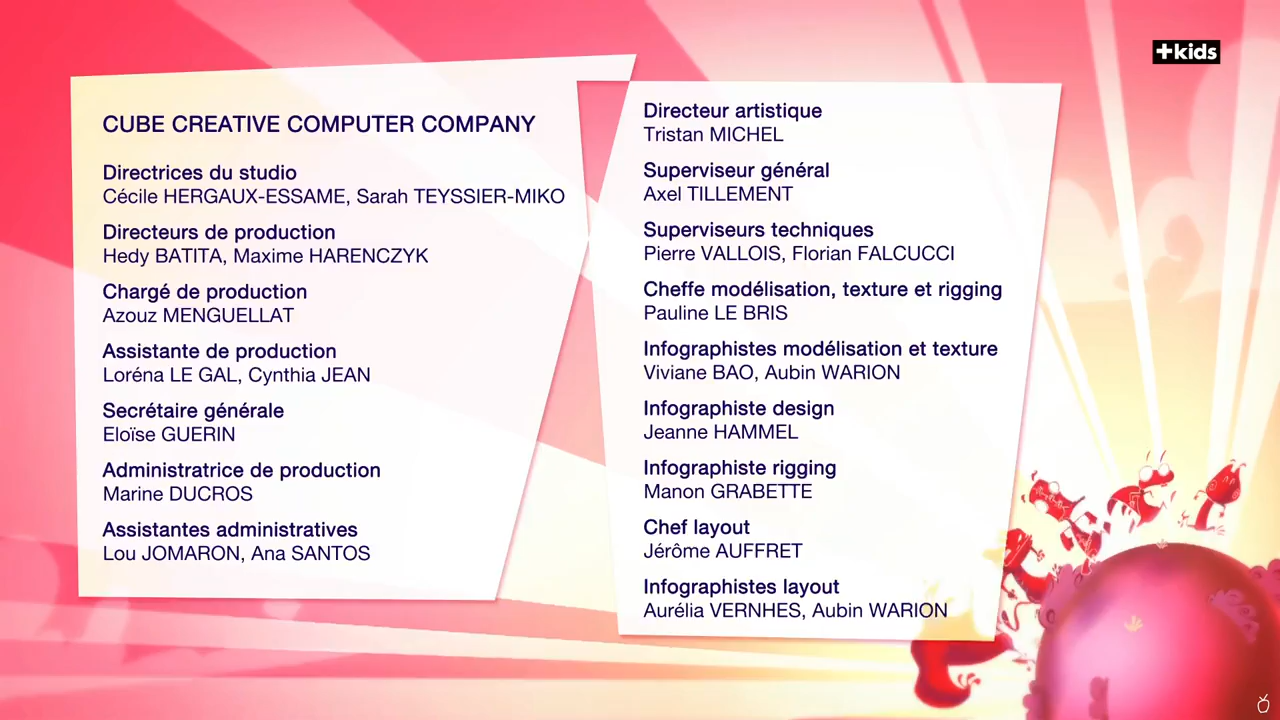 +kids
CUBE CREATIVE COMPUTER COMPANY
Directrices du studio
Cécile HERGAUX-ESSAME, Sarah TEYSSIER-MIKO
Directeurs de production
Hedy BATITA, Maxime HARENCZYK
Chargé de production
Azouz MENGUELLAT
Assistante de production
Loréna LE GAL, Cynthia JEAN
Secrétaire générale
Eloïse GUERIN
Administratrice de production
Marine DUCROS
Assistantes administratives
Lou JOMARON, Ana SANTOS
Directeur artistique
Tristan MICHEL
Superviseur général
Axel TILLEMENT
Superviseurs techniques
Pierre VALLOIS, Florian FALCUCCI
Cheffe modélisation, texture et rigging
Pauline LE BRIS
Infographistes modélisation et texture
Viviane BAO, Aubin WARION
Infographiste design
Jeanne HAMMEL
Infographiste rigging
Manon GRABETTE
Chef layout
Jérôme AUFFRET
Infographistes layout
Aurélia VERNHES, Aubin WARION